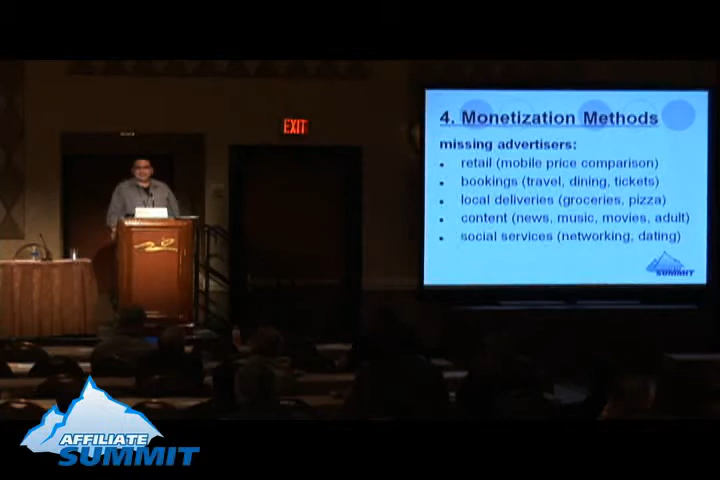 EXIT
4. Monetization Methods
missing advertisers:
• retail (mobile price comparison)
• bookings (travel, dining, tickets)
• local deliveries (groceries, pizza)
• content (news, music, movies, adult)
• social services (networking, dating)
SUMMIT
AFFILIATE
SUMMIT